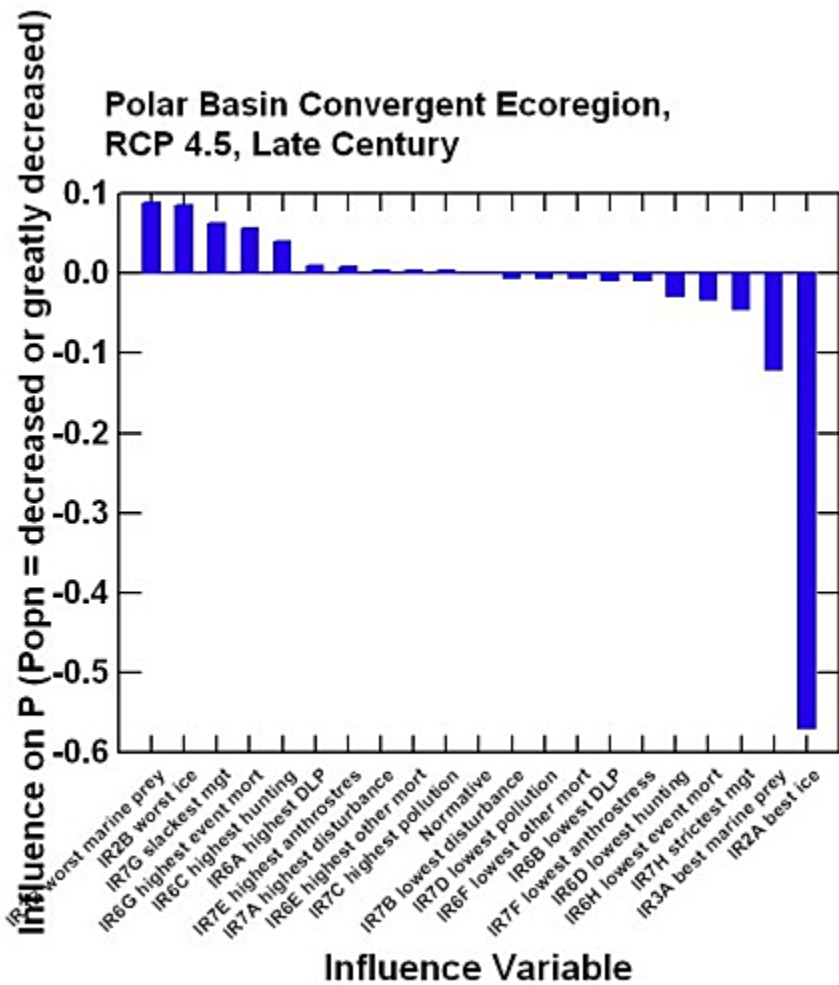 Polar Basin Convergent Ecoregion,
RCP 4.5, Late Century
Influence on P (Popn = decreased or greatly decreased)
0.1
0.0
-0.1
-0.2
-0.3
-0.4
-0.5
-0.6
worst marine prey
IR2B worst ice
IR7G slackest mgt
IR6G highest event mort
IR6C highest hunting
IR6A highest DLP
IR7E highest anthrostres
IR7A highest disturbance
IR6E highest other mort
IR7C highest pollution
Normative
IR7B lowest disturbance
IR7D lowest pollution
IR6F lowest other mort
IR6B lowest DLP
IR7F lowest anthrostress
IR6D lowest hunting
IR6H lowest event mort
IR7H strictest mgt
IR3A best marine prey
IR2A best ice
Influence Variable